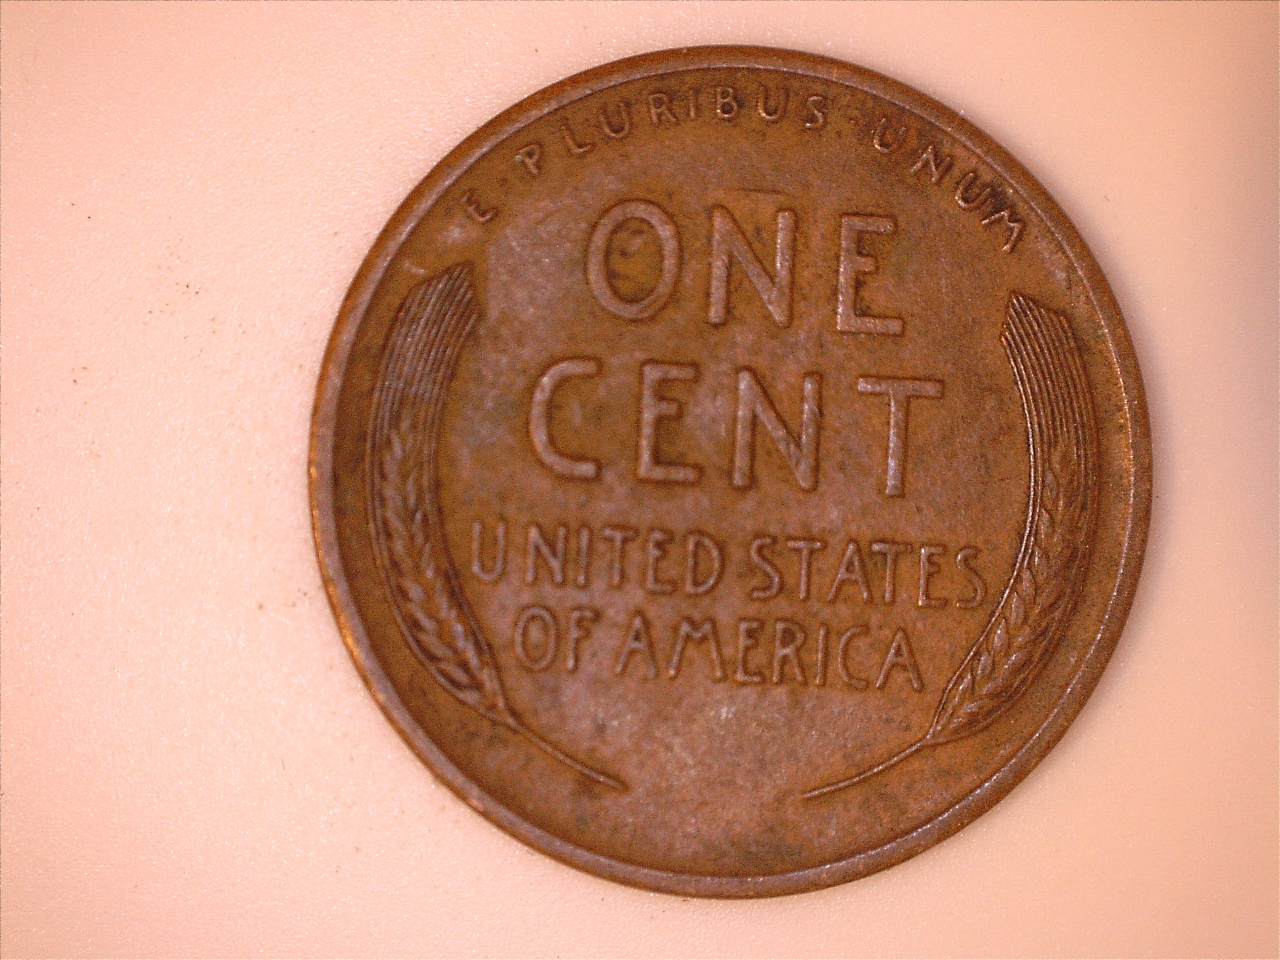 E·PLURIBUS·UNUM
ONE
CENT
UNITED STATES
OF AMERICA